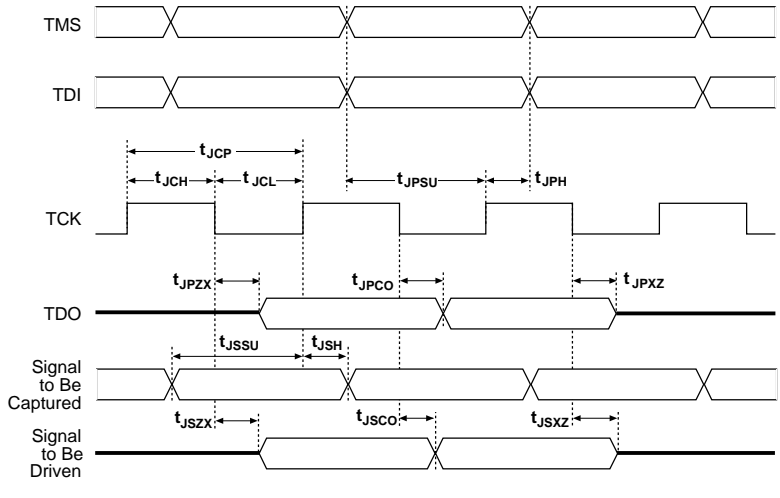 TMS
TDI
tJCP
tJCH
tJCL
tJPSU
tJPH
TCK
tJPZX
tJPCO
tJPXZ
TDO
tJSSU
tJSH
Signal
to Be
Captured
tJSZX
tJSCO
tJSXZ
Signal
to Be
Driven